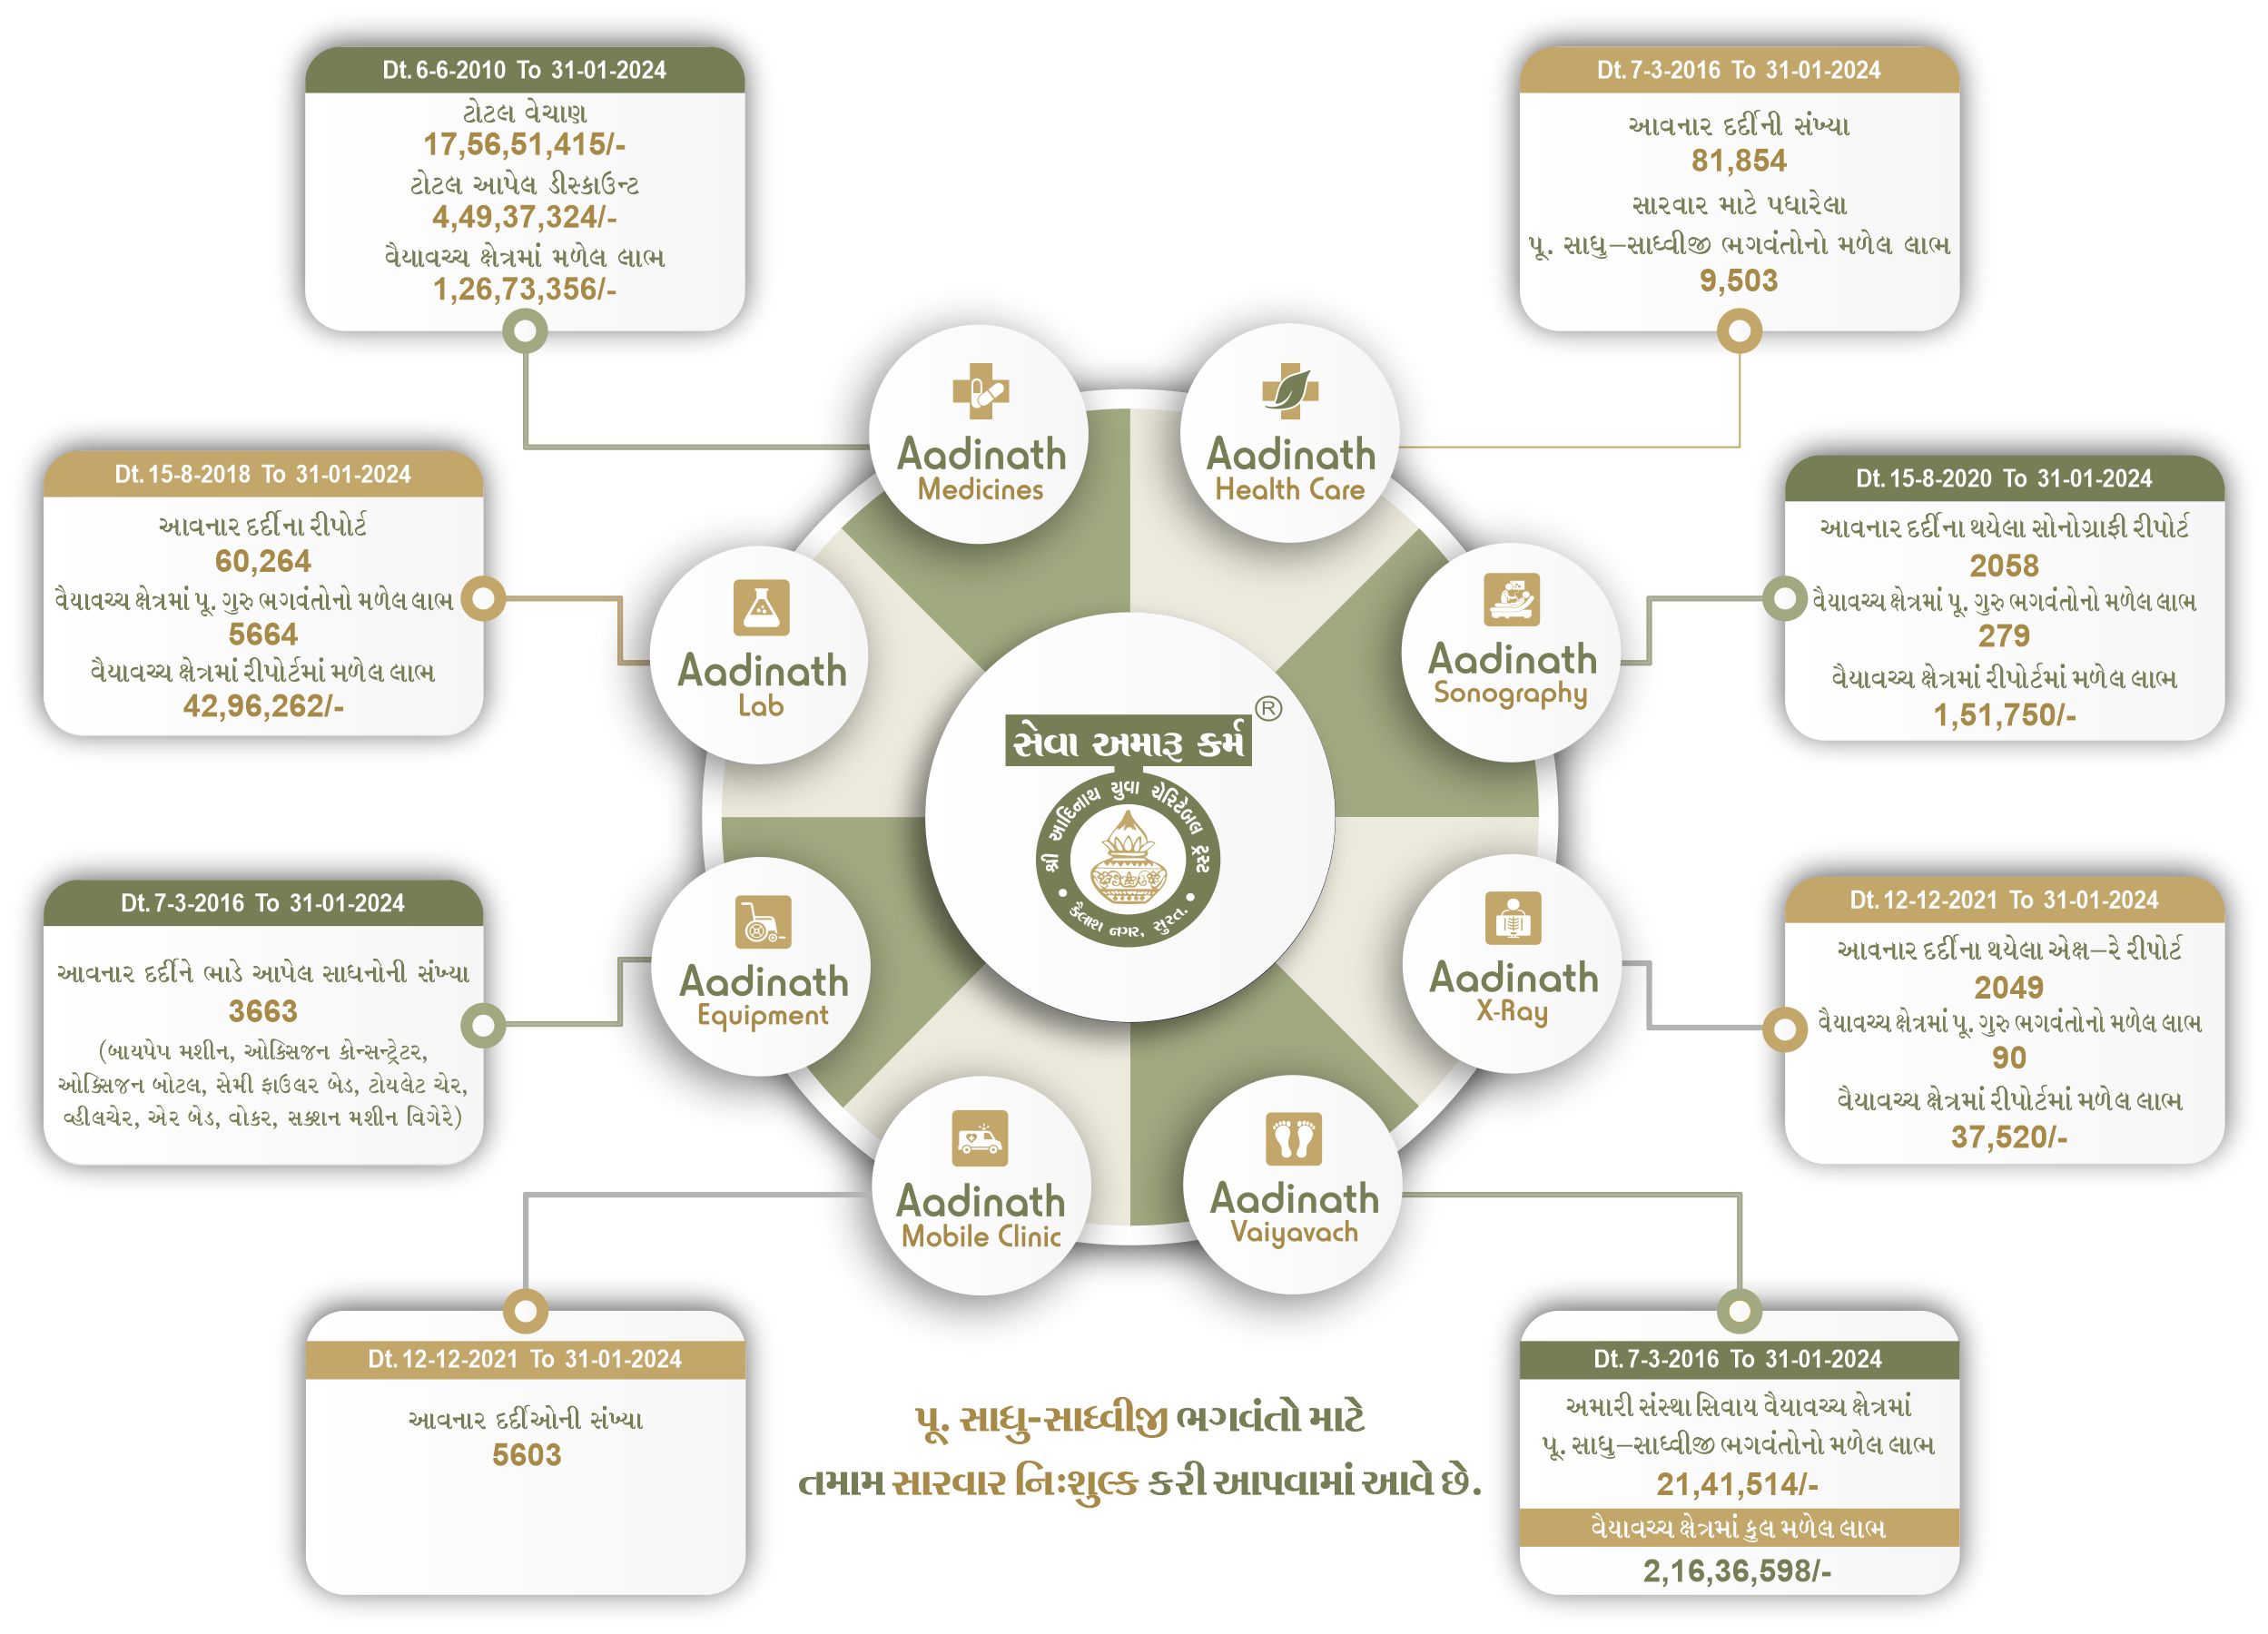 Dt. 6-6-2010 To 31-01-2024
ટોટલ વેચાણ
17,56,51,415/-
ટોટલ આપેલ ડીસ્કાઉન્ટ
4,49,37,324/-
વૈયાવચ્ચ ક્ષેત્રમાં મળેલ લાભ
1,26,73,356/-
Dt. 7-3-2016 To 31-01-2024
આવનાર દર્દીની સંખ્યા
81,854
સારવાર માટે પધારેલા
પૂ. સાધુ–સાધ્વીજી ભગવંતોનો મળેલ લાભ
9,503
Aadinath
Medicines
Aadinath
Health Care
Dt. 15-8-2018 To 31-01-2024
આવનાર દર્દીના રીપોર્ટ
60,264
વૈયાવચ્ચ ક્ષેત્રમાં પૂ. ગુરુ ભગવંતોનો મળેલ લાભ
5664
વૈયાવચ્ચ ક્ષેત્રમાં રીપોર્ટમાં મળેલ લાભ
42,96,262/-
Aadinath
Lab
Aadinath
Sonography
Dt. 15-8-2020 To 31-01-2024
આવનાર દર્દીના થયેલા સોનોગ્રાફી રીપોર્ટ
2058
વૈયાવચ્ચ ક્ષેત્રમાં પૂ. ગુરુ ભગવંતોનો મળેલ લાભ
279
વૈયાવચ્ચ ક્ષેત્રમાં રીપોર્ટમાં મળેલ લાભ
1,51,750/-
®
સેવા અમારૂ કર્મ
શ્રી આદિનાથ યુવા ચેરિટેબલ ટ્રસ્ટ
• કૈલાશ નગર, સુરત. •
Dt. 7-3-2016 To 31-01-2024
આવનાર દર્દીને ભાડે આપેલ સાધનોની સંખ્યા
3663
(બાયપેપ મશીન, ઓક્સિજન કોન્સન્ટ્રેટર,
ઓક્સિજન બોટલ, સેમી ફાઉલર બેડ, ટોયલેટ ચેર,
વ્હીલચેર, એર બેડ, વોકર, સક્શન મશીન વિગેરે)
Aadinath
Equipment
Aadinath
X-Ray
Dt. 12-12-2021 To 31-01-2024
આવનાર દર્દીના થયેલા એક્ષ–રે રીપોર્ટ
2049
વૈયાવચ્ચ ક્ષેત્રમાં પૂ. ગુરુ ભગવંતોનો મળેલ લાભ
90
વૈયાવચ્ચ ક્ષેત્રમાં રીપોર્ટમાં મળેલ લાભ
37,520/-
Aadinath
Mobile Clinic
Aadinath
Vaiyavach
Dt. 12-12-2021 To 31-01-2024
આવનાર દર્દીઓની સંખ્યા
5603
પૂ. સાધુ-સાધ્વીજી ભગવંતો માટે
તમામ સારવાર નિઃશુલ્ક કરી આપવામાં આવે છે.
Dt. 7-3-2016 To 31-01-2024
અમારી સંસ્થા સિવાય વૈયાવચ્ચ ક્ષેત્રમાં
પૂ. સાધુ–સાધ્વીજી ભગવંતોનો મળેલ લાભ
21,41,514/-
વૈયાવચ્ચ ક્ષેત્રમાં કુલ મળેલ લાભ
2,16,36,598/-